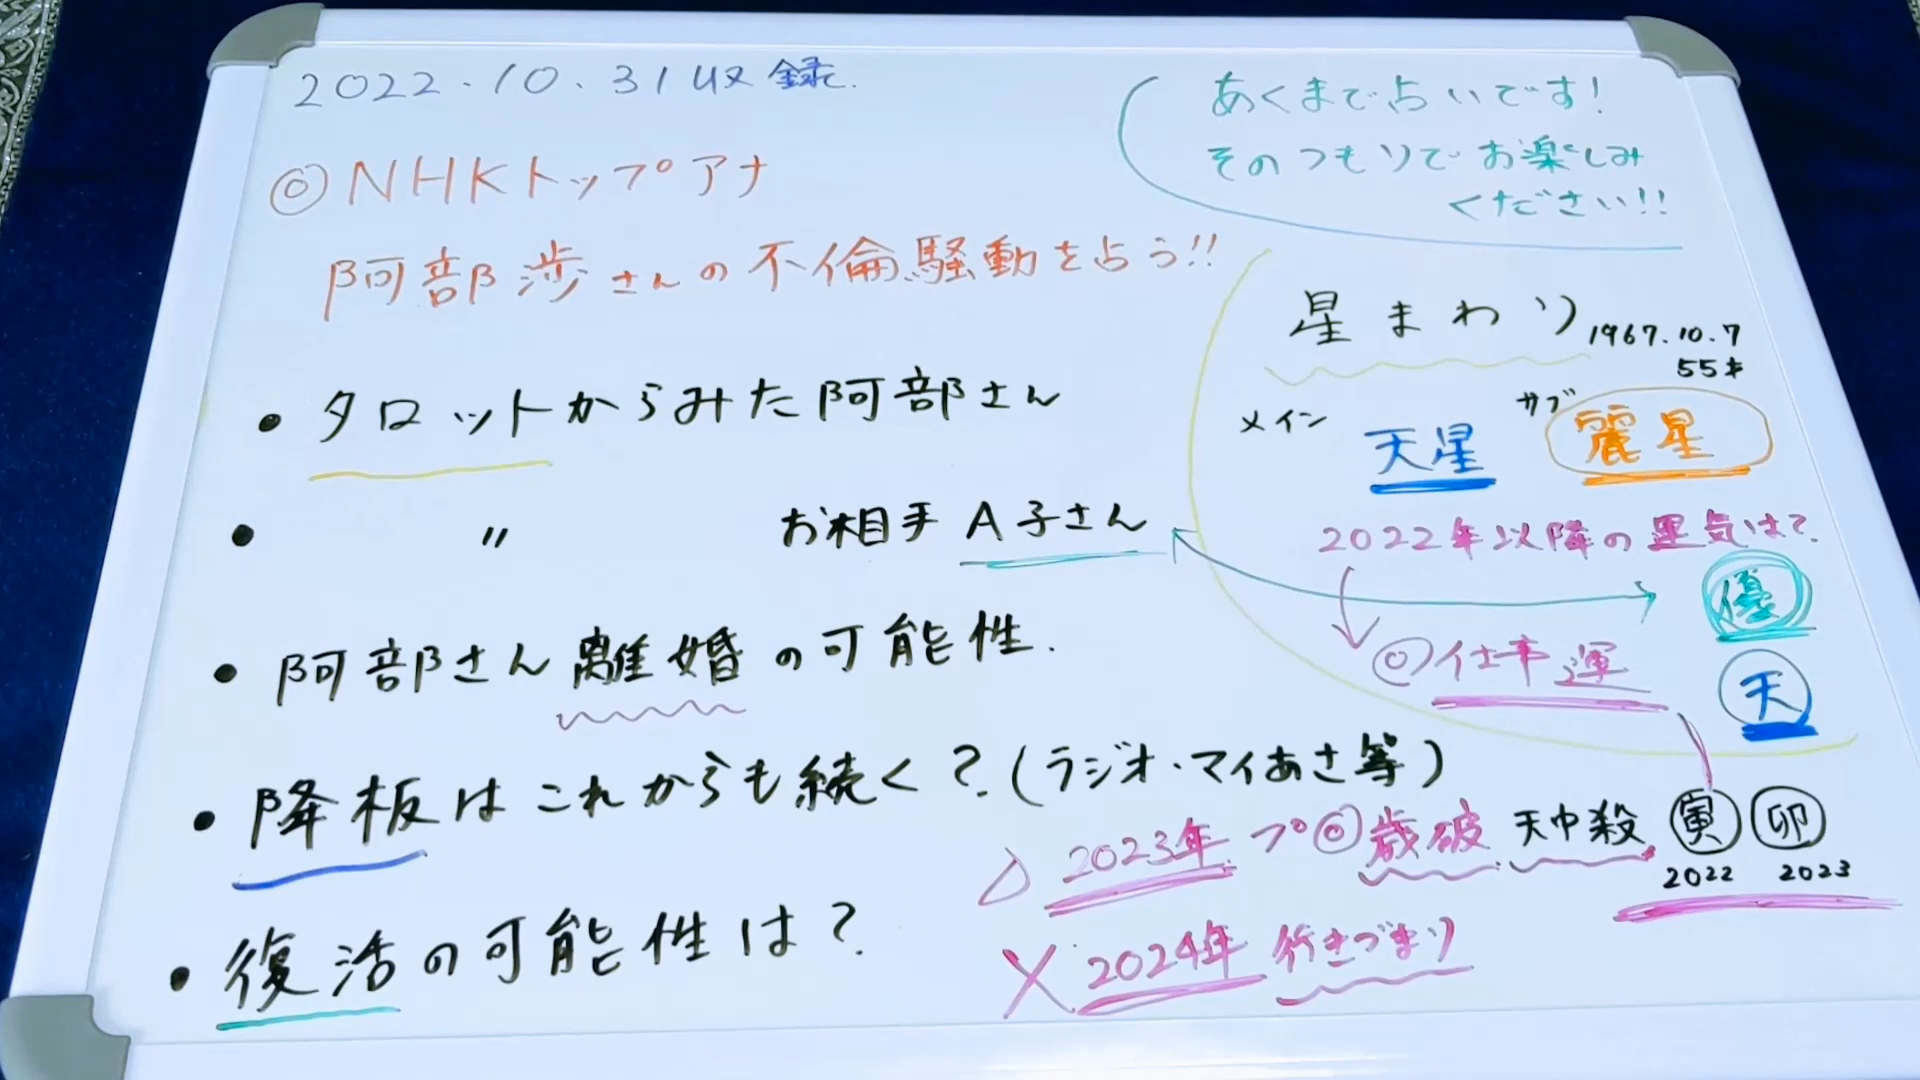 2022.10.31収録.
あくまで占いです!
そのつもりでお楽しみ
ください!!
◎NHKトップアナ
阿部渉さんの不倫騒動を占う!!
星まわり
1967.10.7
55才
メイン 天星 サブ 麗星
・タロットからみた阿部さん
・ 〃 お相手 A子さん
2022年以降の運気は?
優
◎仕事運
天
・阿部さん離婚の可能性.
・降板はこれからも続く?(ラジオ・マイあさ等)
△ 2023年 プ◎歳破 天中殺 寅 卯
2022 2023
・復活の可能性は?
× 2024年 行きづまり